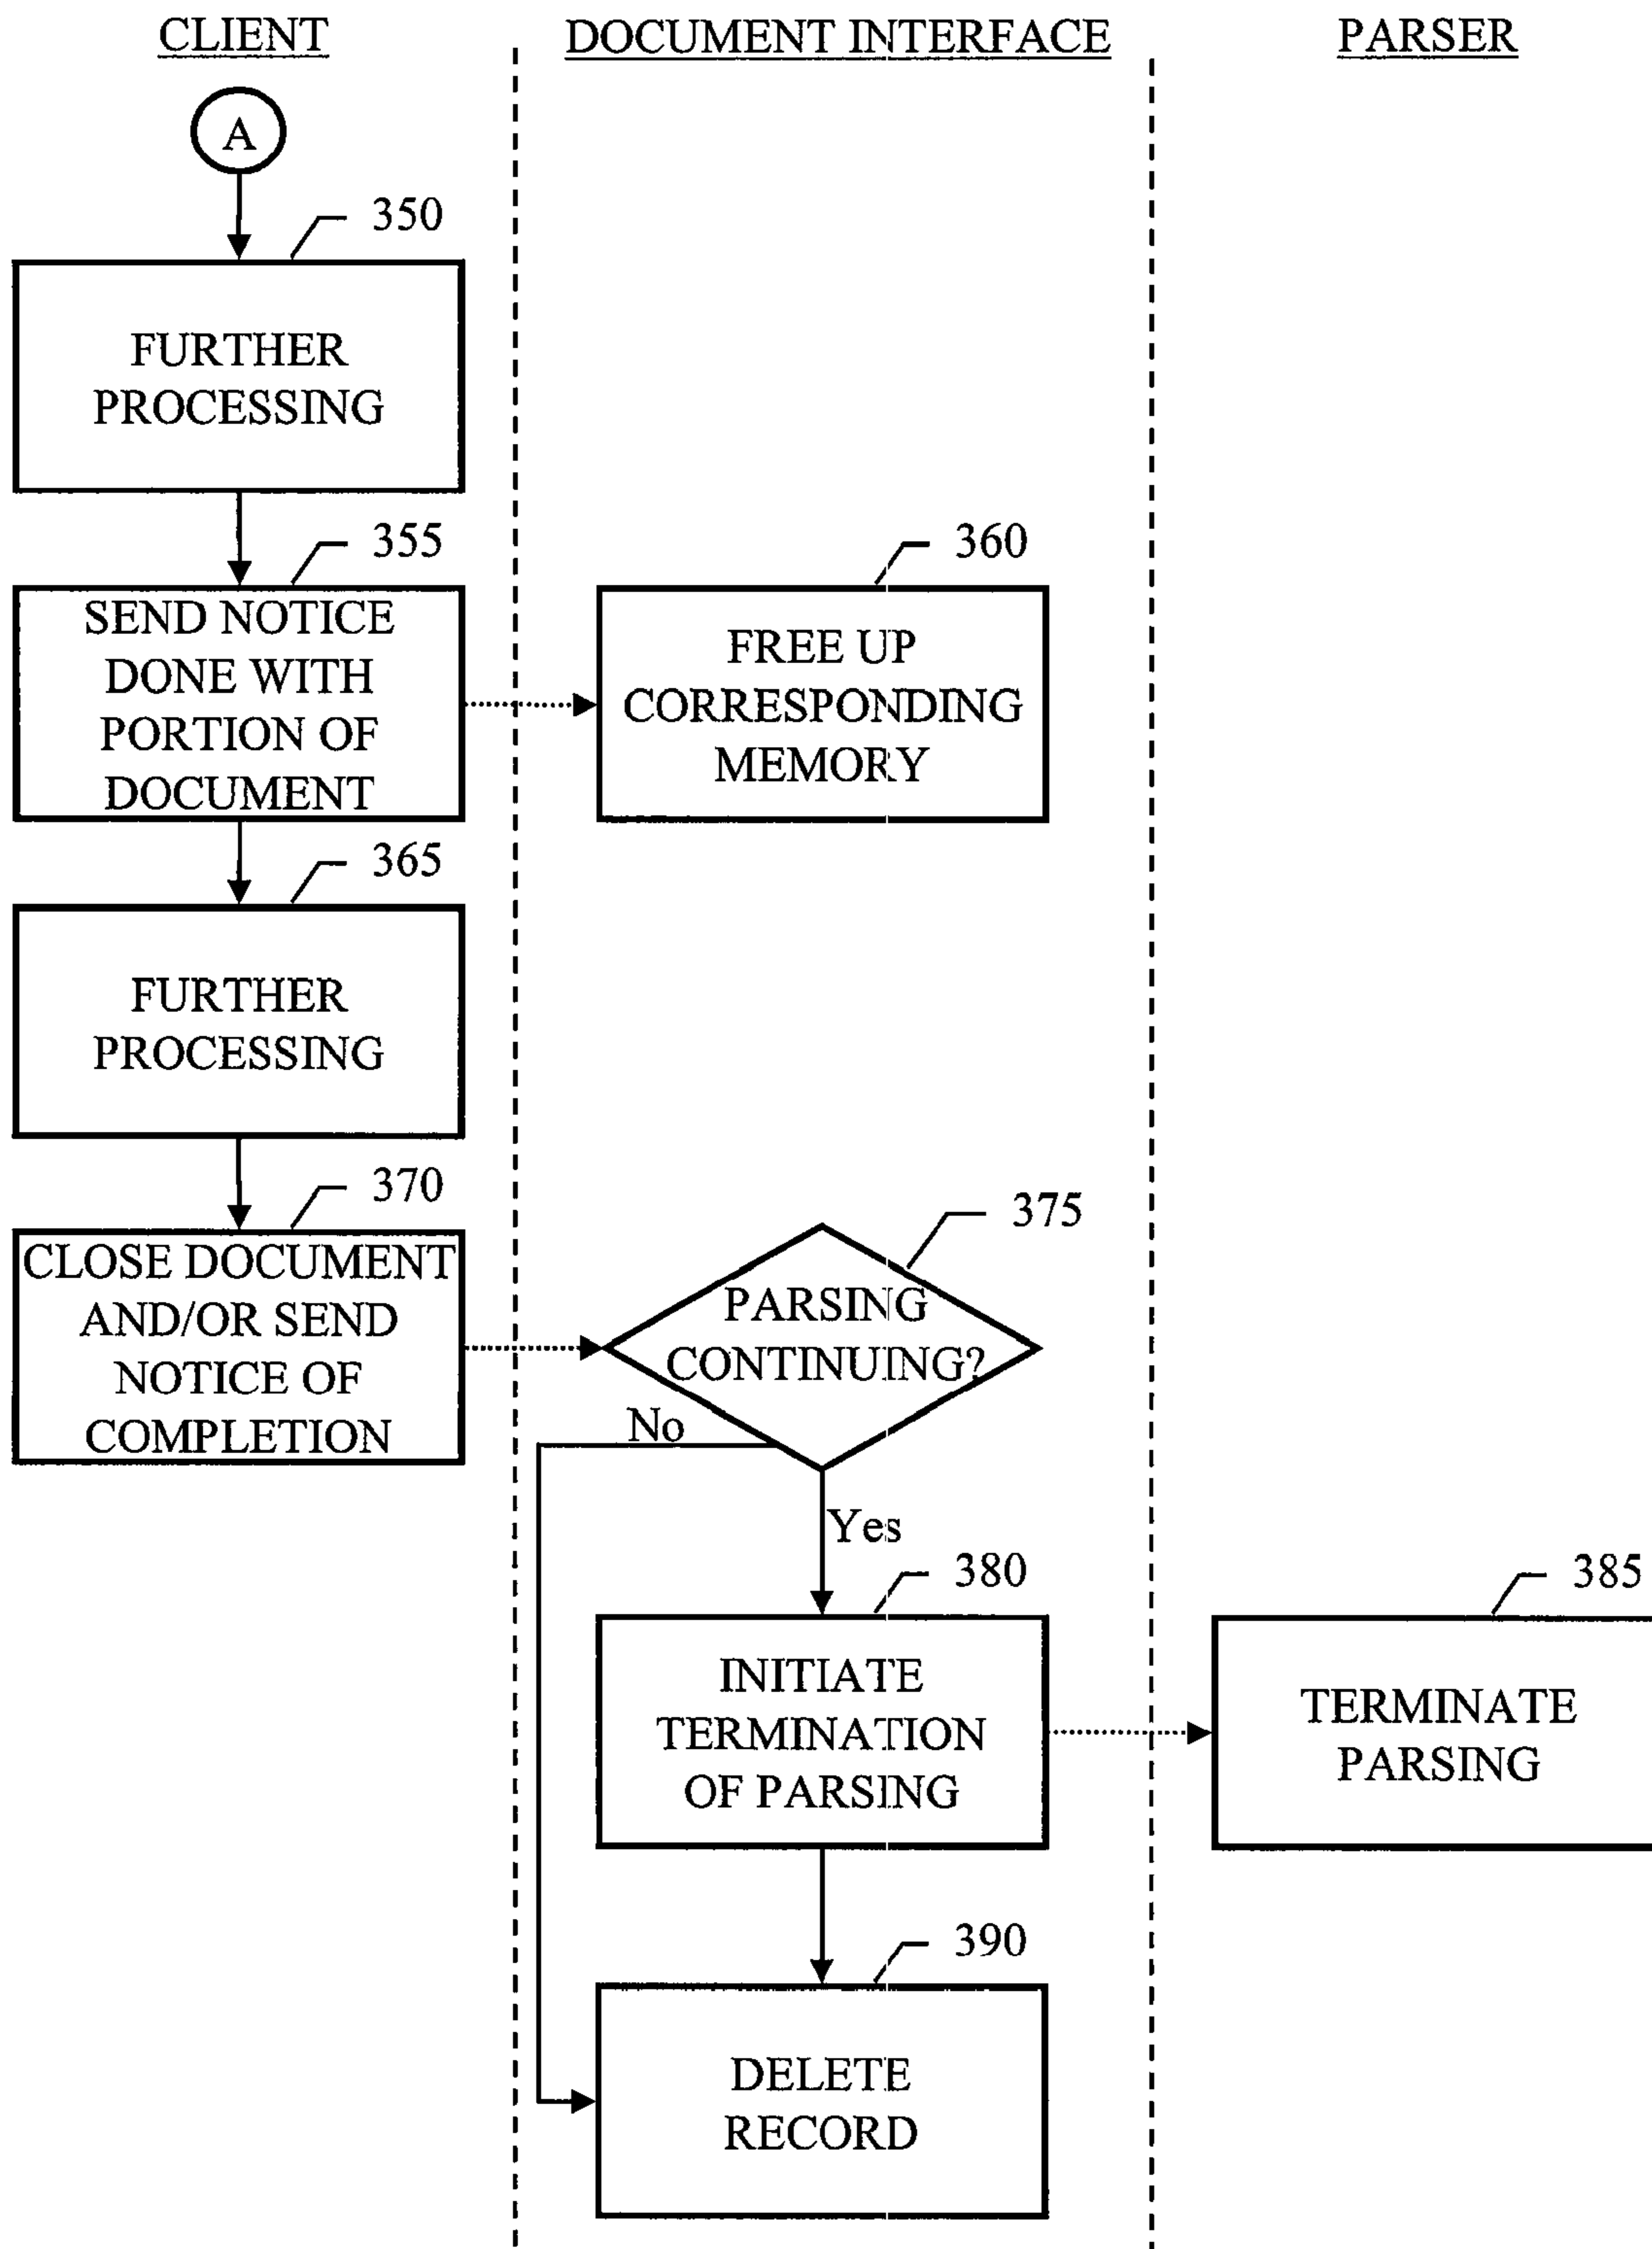 CLIENT
DOCUMENT INTERFACE
PARSER
A
350
FURTHER
PROCESSING
355
SEND NOTICE
DONE WITH
PORTION OF
DOCUMENT
360
FREE UP
CORRESPONDING
MEMORY
365
FURTHER
PROCESSING
370
CLOSE DOCUMENT
AND/OR SEND
NOTICE OF
COMPLETION
375
PARSING
CONTINUING?
No
Yes
380
INITIATE
TERMINATION
OF PARSING
385
TERMINATE
PARSING
390
DELETE
RECORD